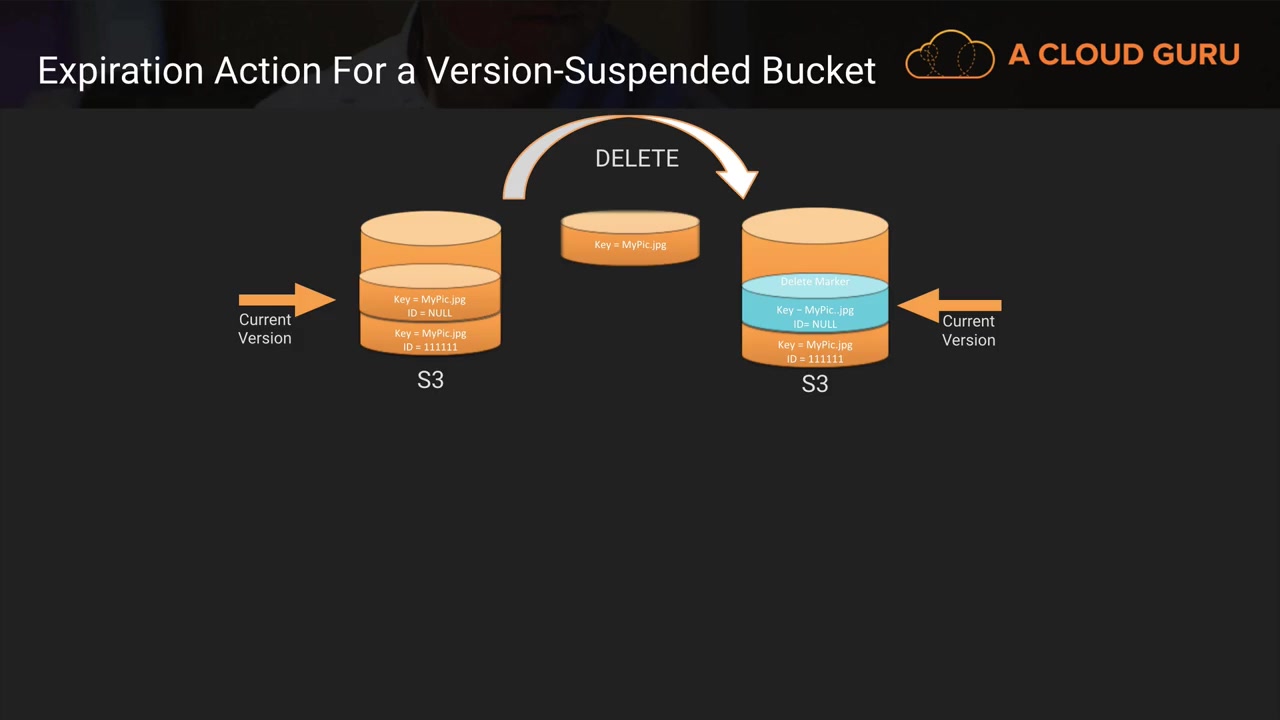 Expiration Action For a Version-Suspended Bucket
A CLOUD GURU
DELETE
Key = MyPic.jpg
Key = MyPic.jpg
ID = NULL
Key = MyPic.jpg
ID = 111111
Current
Version
S3
Delete Marker
Key – MyPic..jpg
ID= NULL
Key = MyPic.jpg
ID = 111111
Current
Version
S3